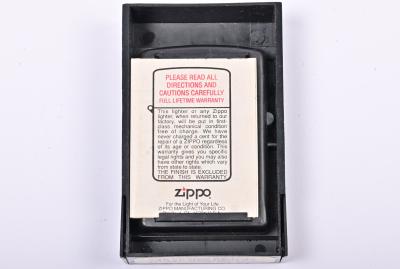 PLEASE READ ALL
DIRECTIONS AND
CAUTIONS CAREFULLY
FULL LIFETIME WARRANTY
This lighter or any Zippo
lighter, when returned to our
factory, will be put in first-
class mechanical condition
free of charge. We have
never charged a cent for the
repair of a ZIPPO regardless
of its age or condition. This
warranty gives you specific
legal rights and you may also
have other rights which vary
from state to state.
THE FINISH IS EXCLUDED
FROM THIS WARRANTY.
zippo
For the Light of Your Life
ZIPPO MANUFACTURING CO.